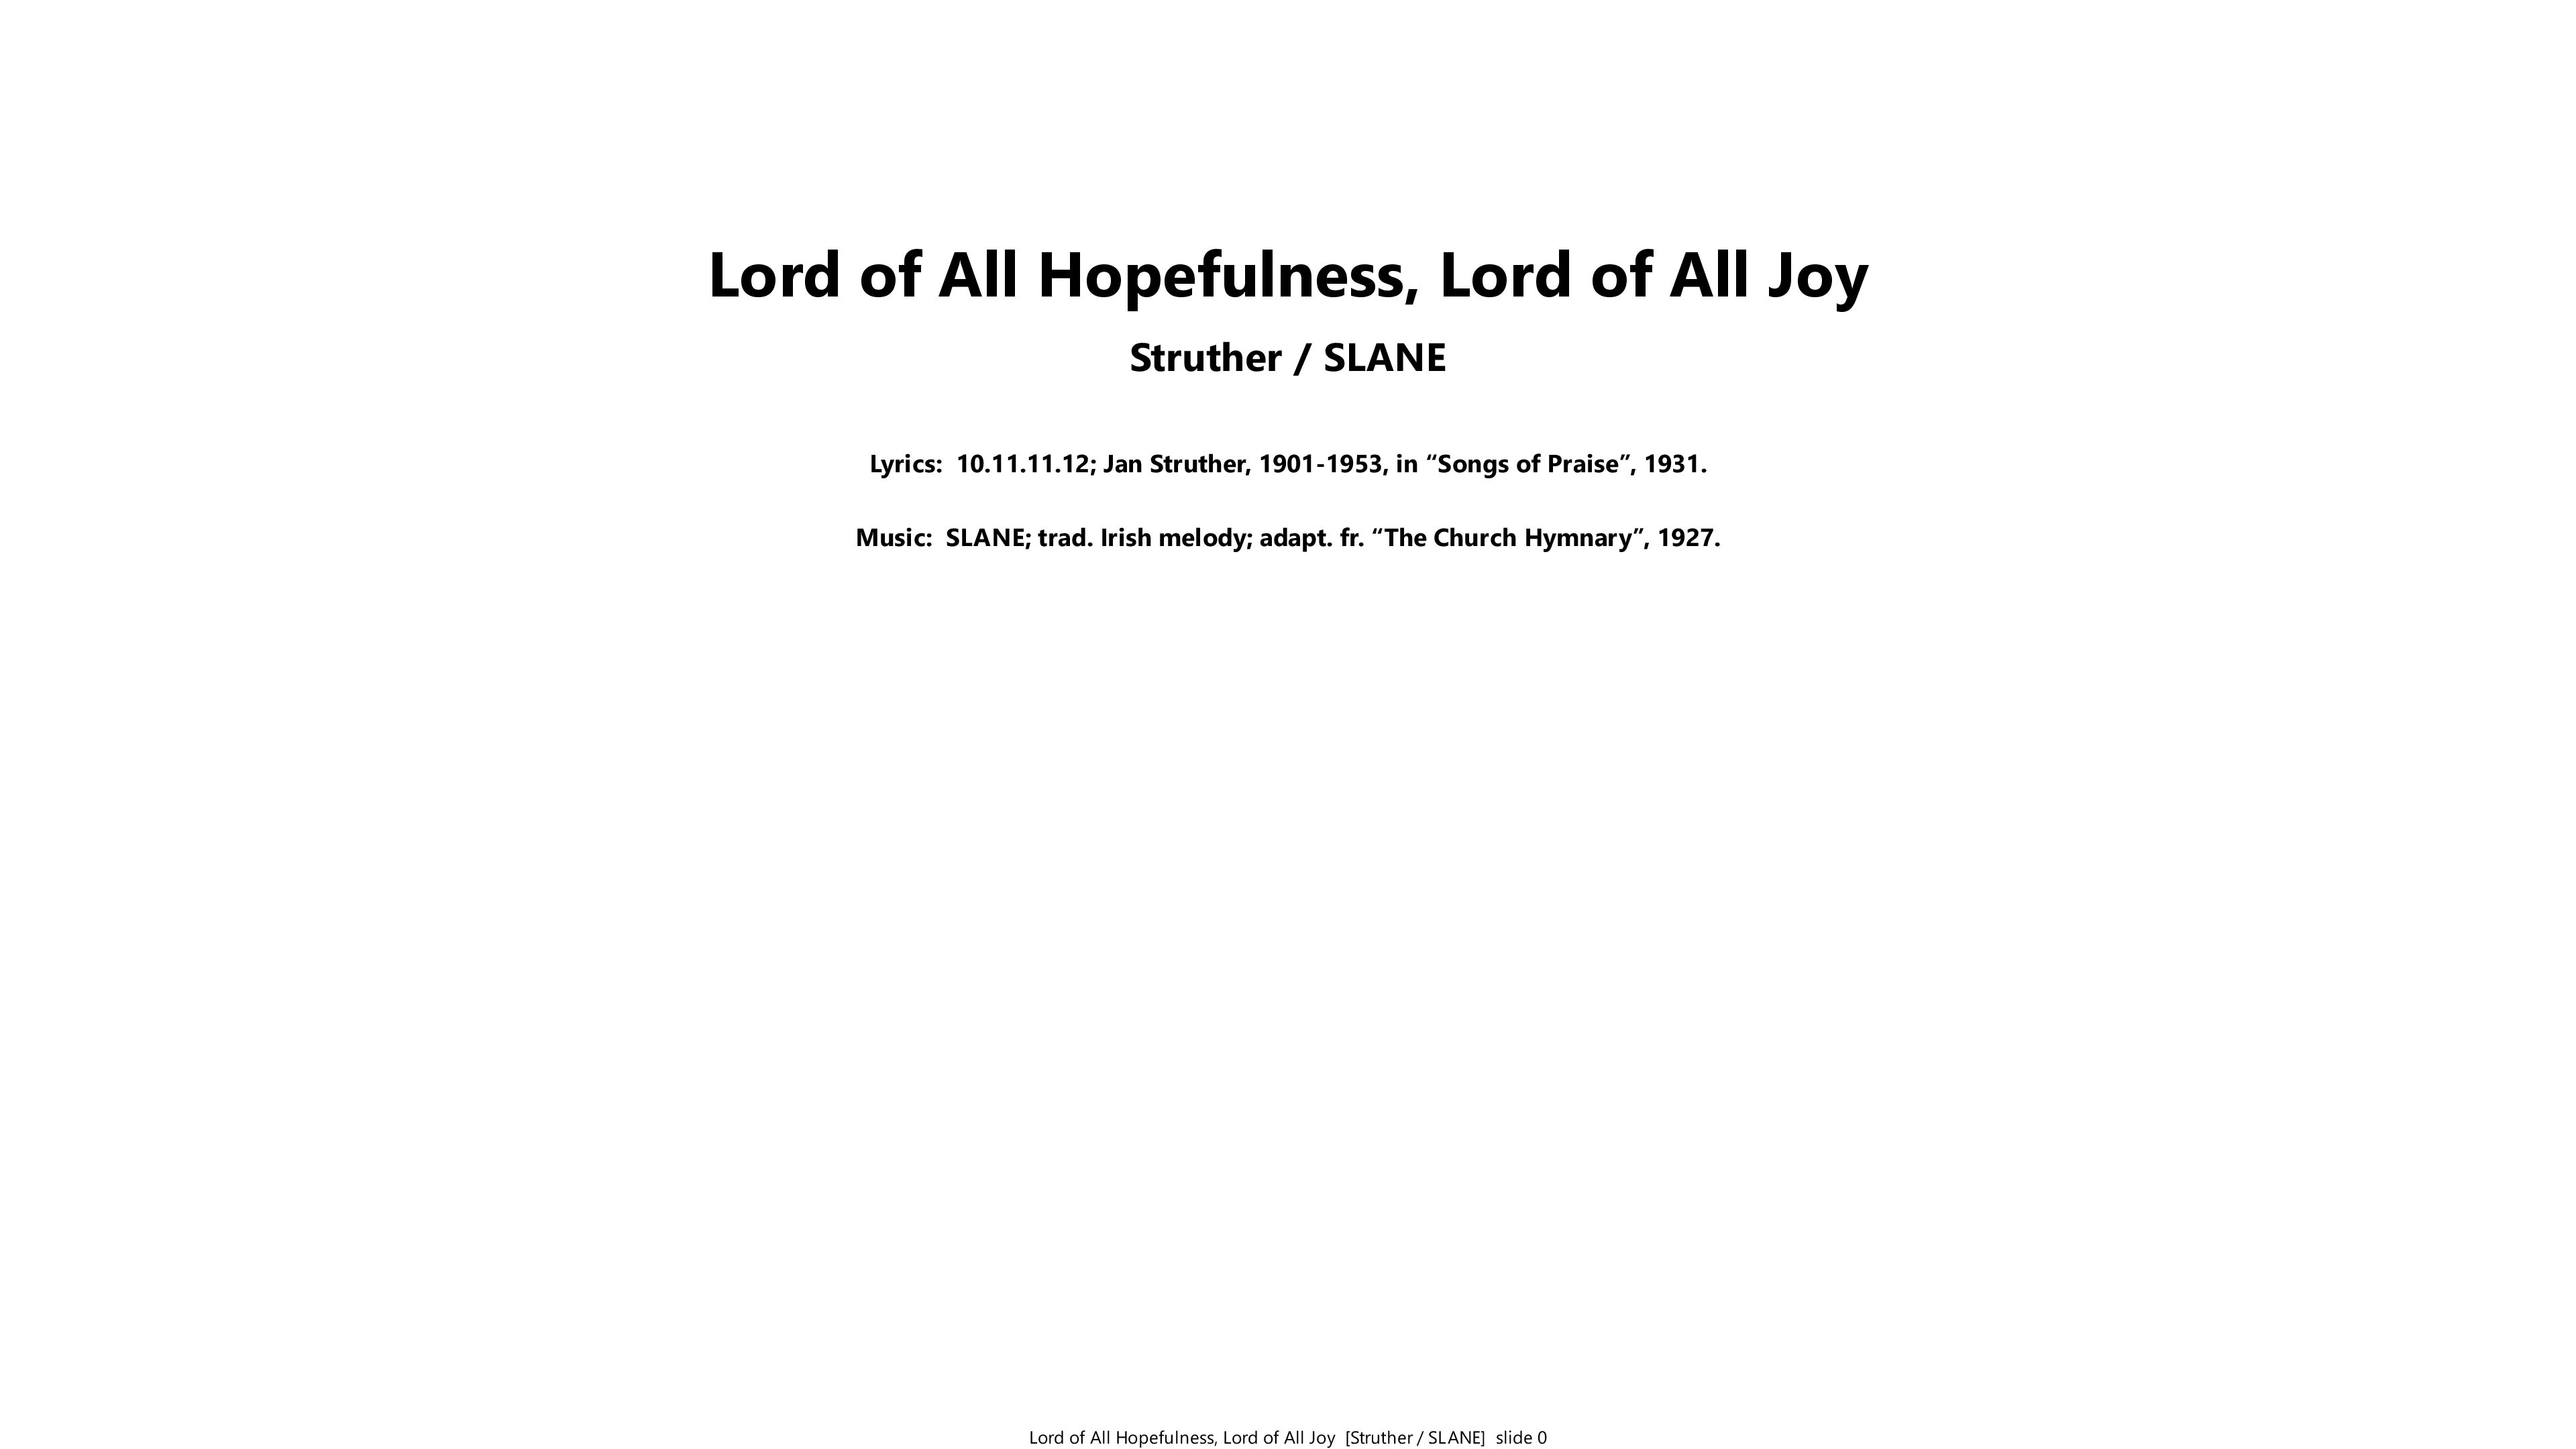 Lord of All Hopefulness, Lord of All Joy
Struther / SLANE
Lyrics:  10.11.11.12; Jan Struther, 1901-1953, in “Songs of Praise”, 1931.
Music:  SLANE; trad. Irish melody; adapt. fr. “The Church Hymnary”, 1927.
Lord of All Hopefulness, Lord of All Joy  [Struther / SLANE]  slide 0